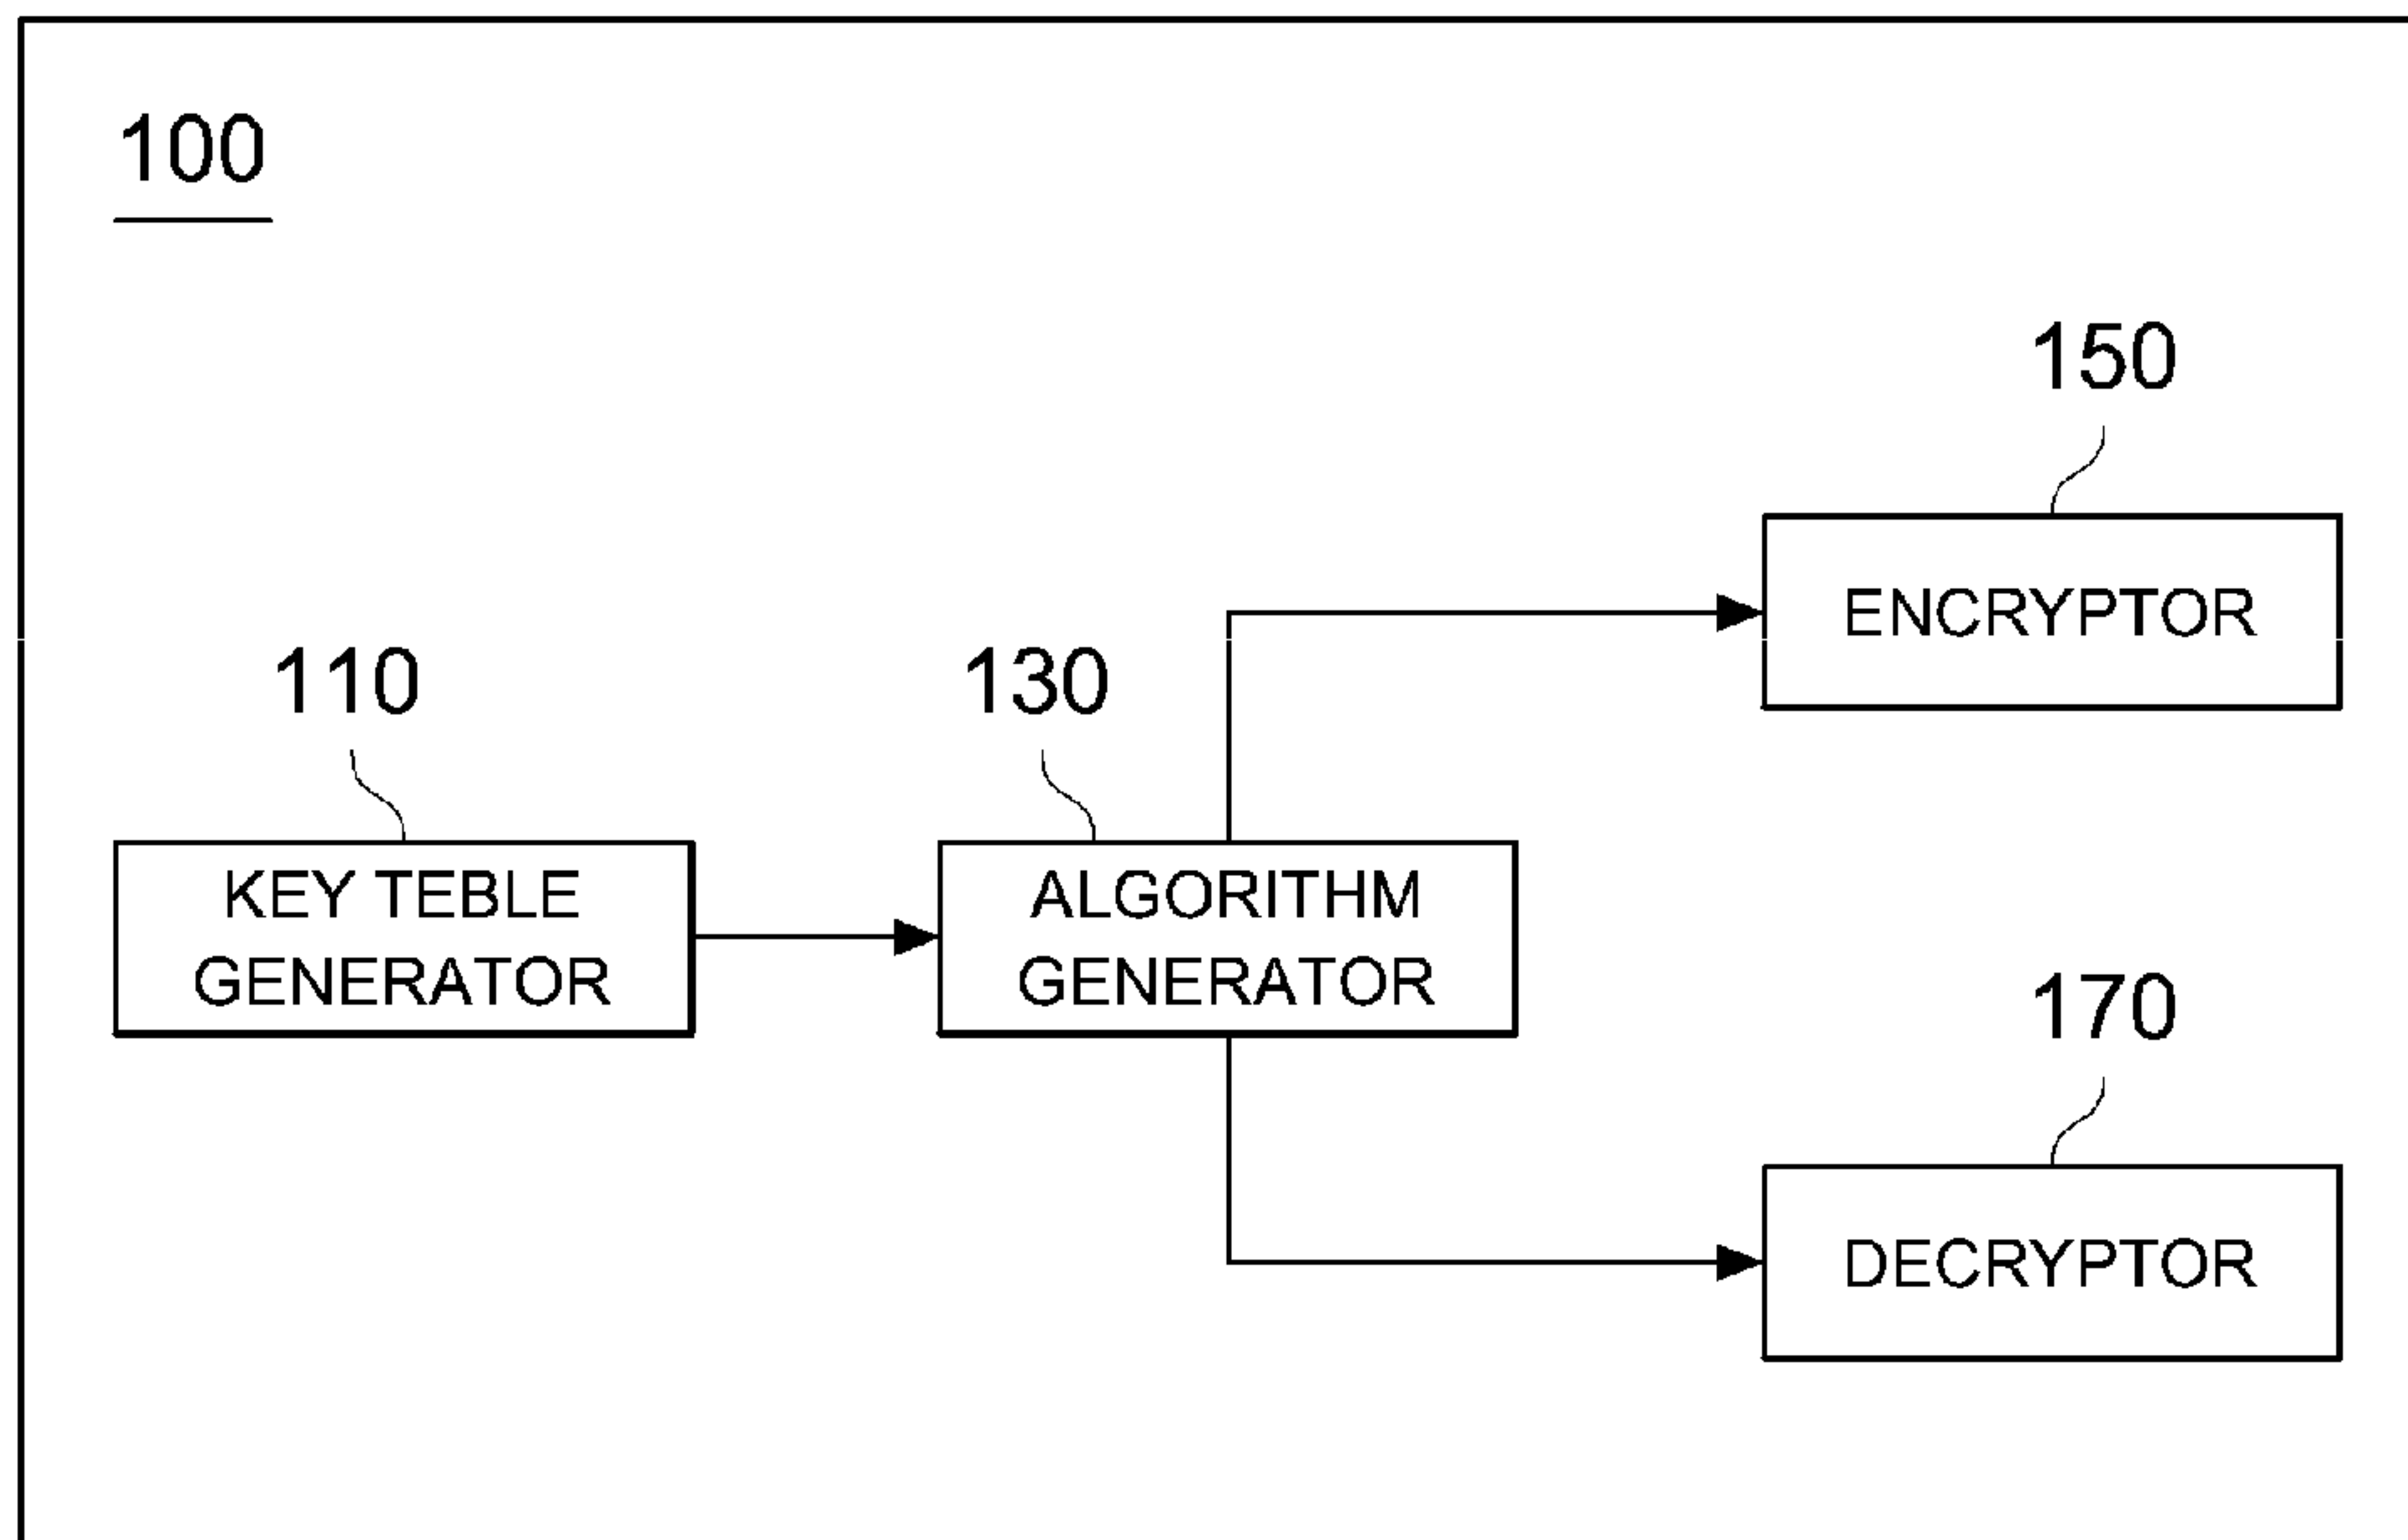 100
150
ENCRYPTOR
110
130
KEY TEBLE
GENERATOR
ALGORITHM
GENERATOR
170
DECRYPTOR